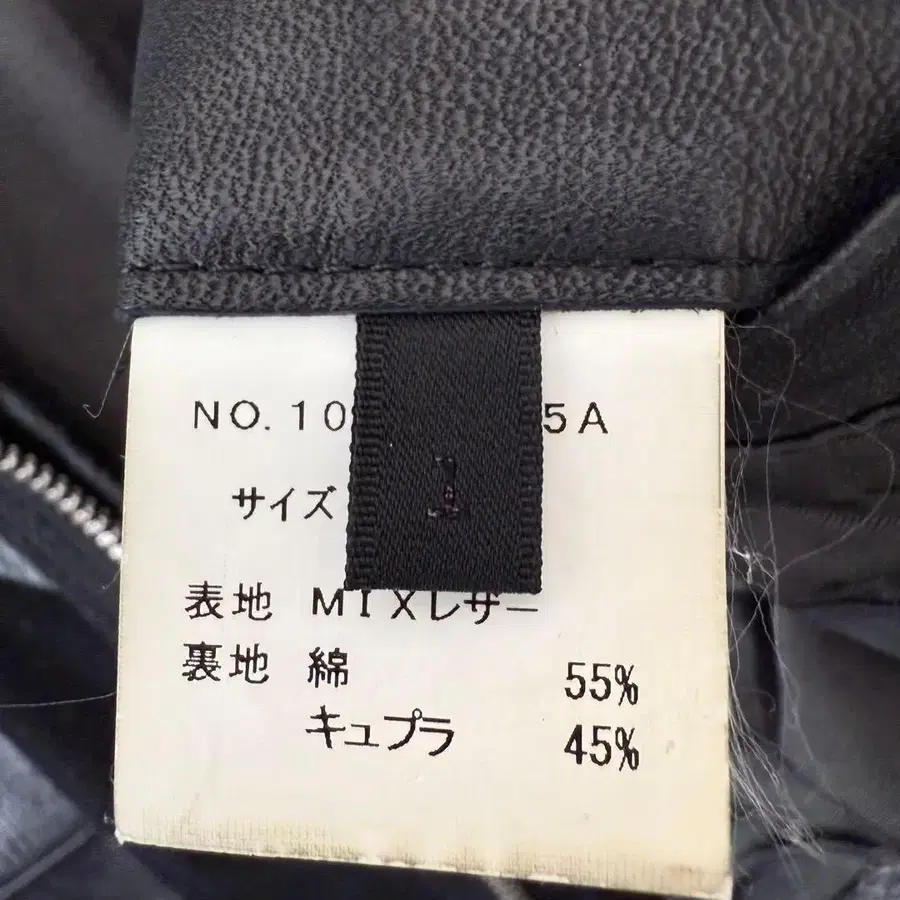 NO.10 5A
サイズ
1
表地 MIXレザー
裏地 綿 55%
キュプラ 45%